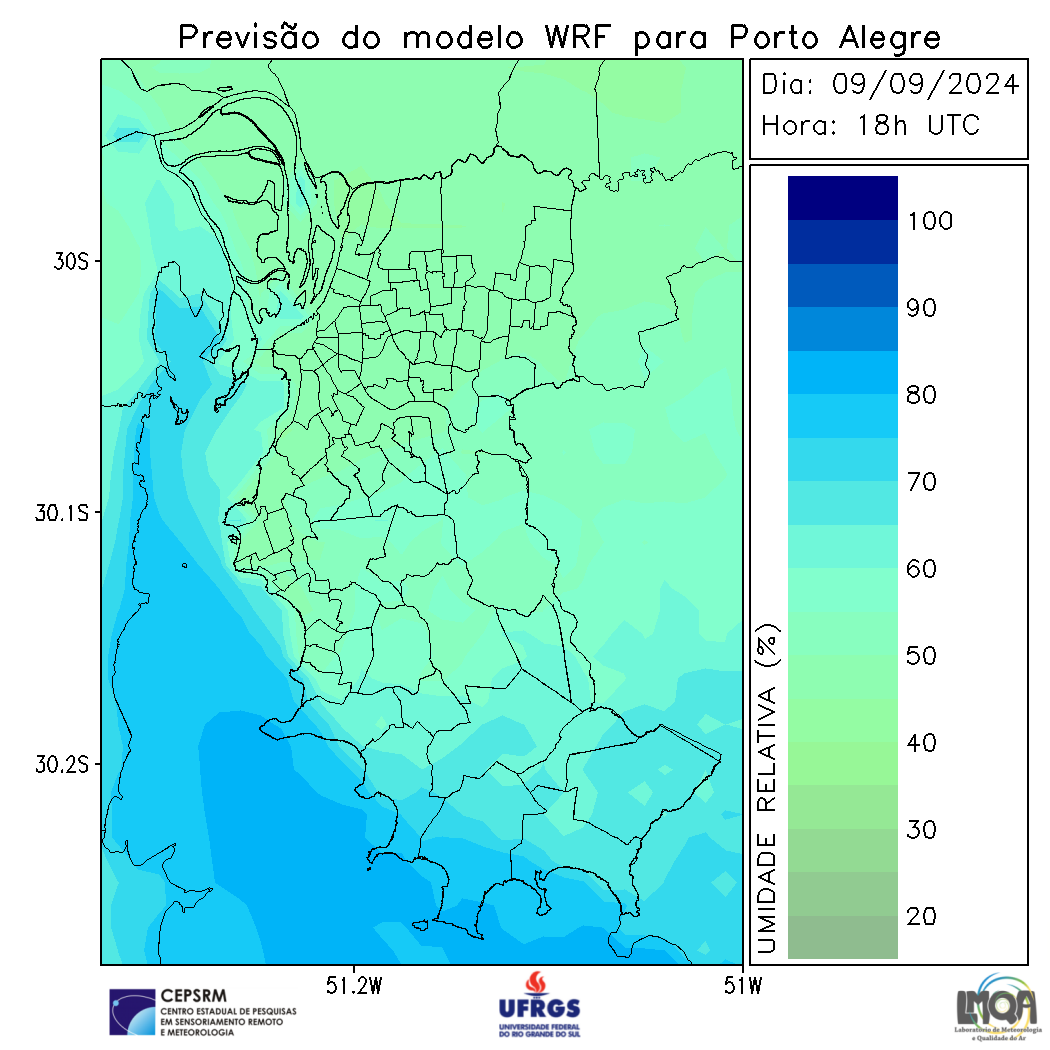 Previsão do modelo WRF para Porto Alegre
Dia: 09/09/2024
Hora: 18h UTC
30S
30.1S
30.2S
51.2W
51W
UMIDADE RELATIVA (%)
100
90
80
70
60
50
40
30
20
CEPSRM
CENTRO ESTADUAL DE PESQUISAS
EM SENSORIAMENTO REMOTO
E METEOROLOGIA
UFRGS
UNIVERSIDADE FEDERAL
DO RIO GRANDE DO SUL
LMQA
Laboratório de Meteorologia
e Qualidade do Ar